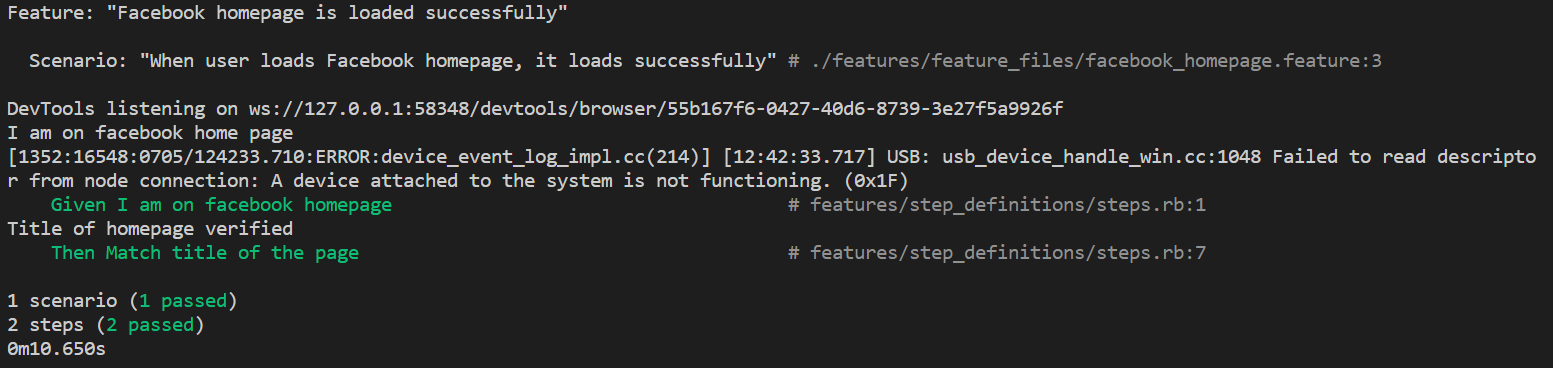 Feature: "Facebook homepage is loaded successfully"
Scenario: "When user loads Facebook homepage, it loads successfully" # ./features/feature_files/facebook_homepage.feature:3
DevTools listening on ws://127.0.0.1:58348/devtools/browser/55b167f6-0427-40d6-8739-3e27f5a9926f
I am on facebook home page
[1352:16548:0705/124233.710:ERROR:device_event_log_impl.cc(214)] [12:42:33.717] USB: usb_device_handle_win.cc:1048 Failed to read descripto
r from node connection: A device attached to the system is not functioning. (0x1F)
Given I am on facebook homepage # features/step_definitions/steps.rb:1
Title of homepage verified
Then Match title of the page # features/step_definitions/steps.rb:7
1 scenario (1 passed)
2 steps (2 passed)
0m10.650s